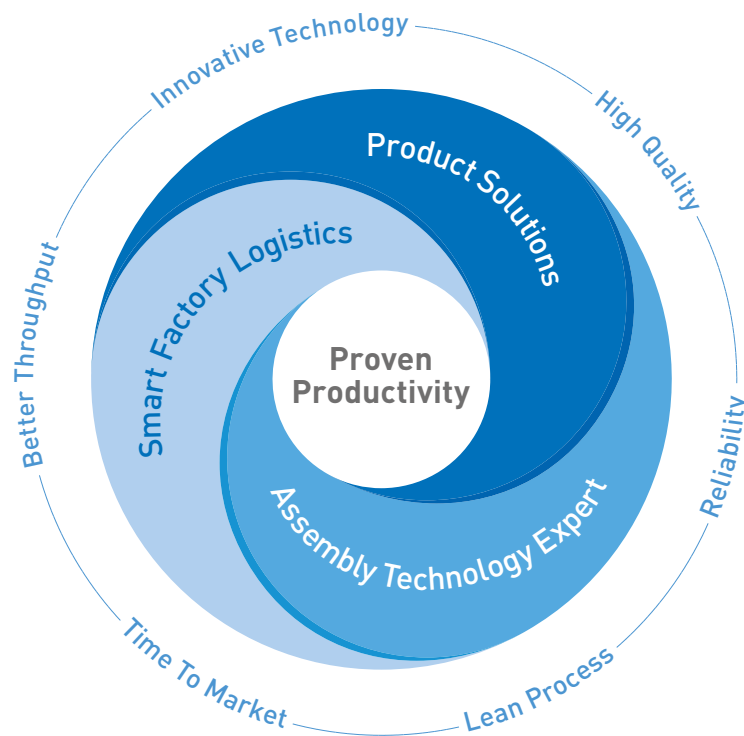 Innovative Technology
High Quality
Reliability
Lean Process
Time To Market
Better Throughput
Product Solutions
Assembly Technology Expert
Smart Factory Logistics
Proven
Productivity